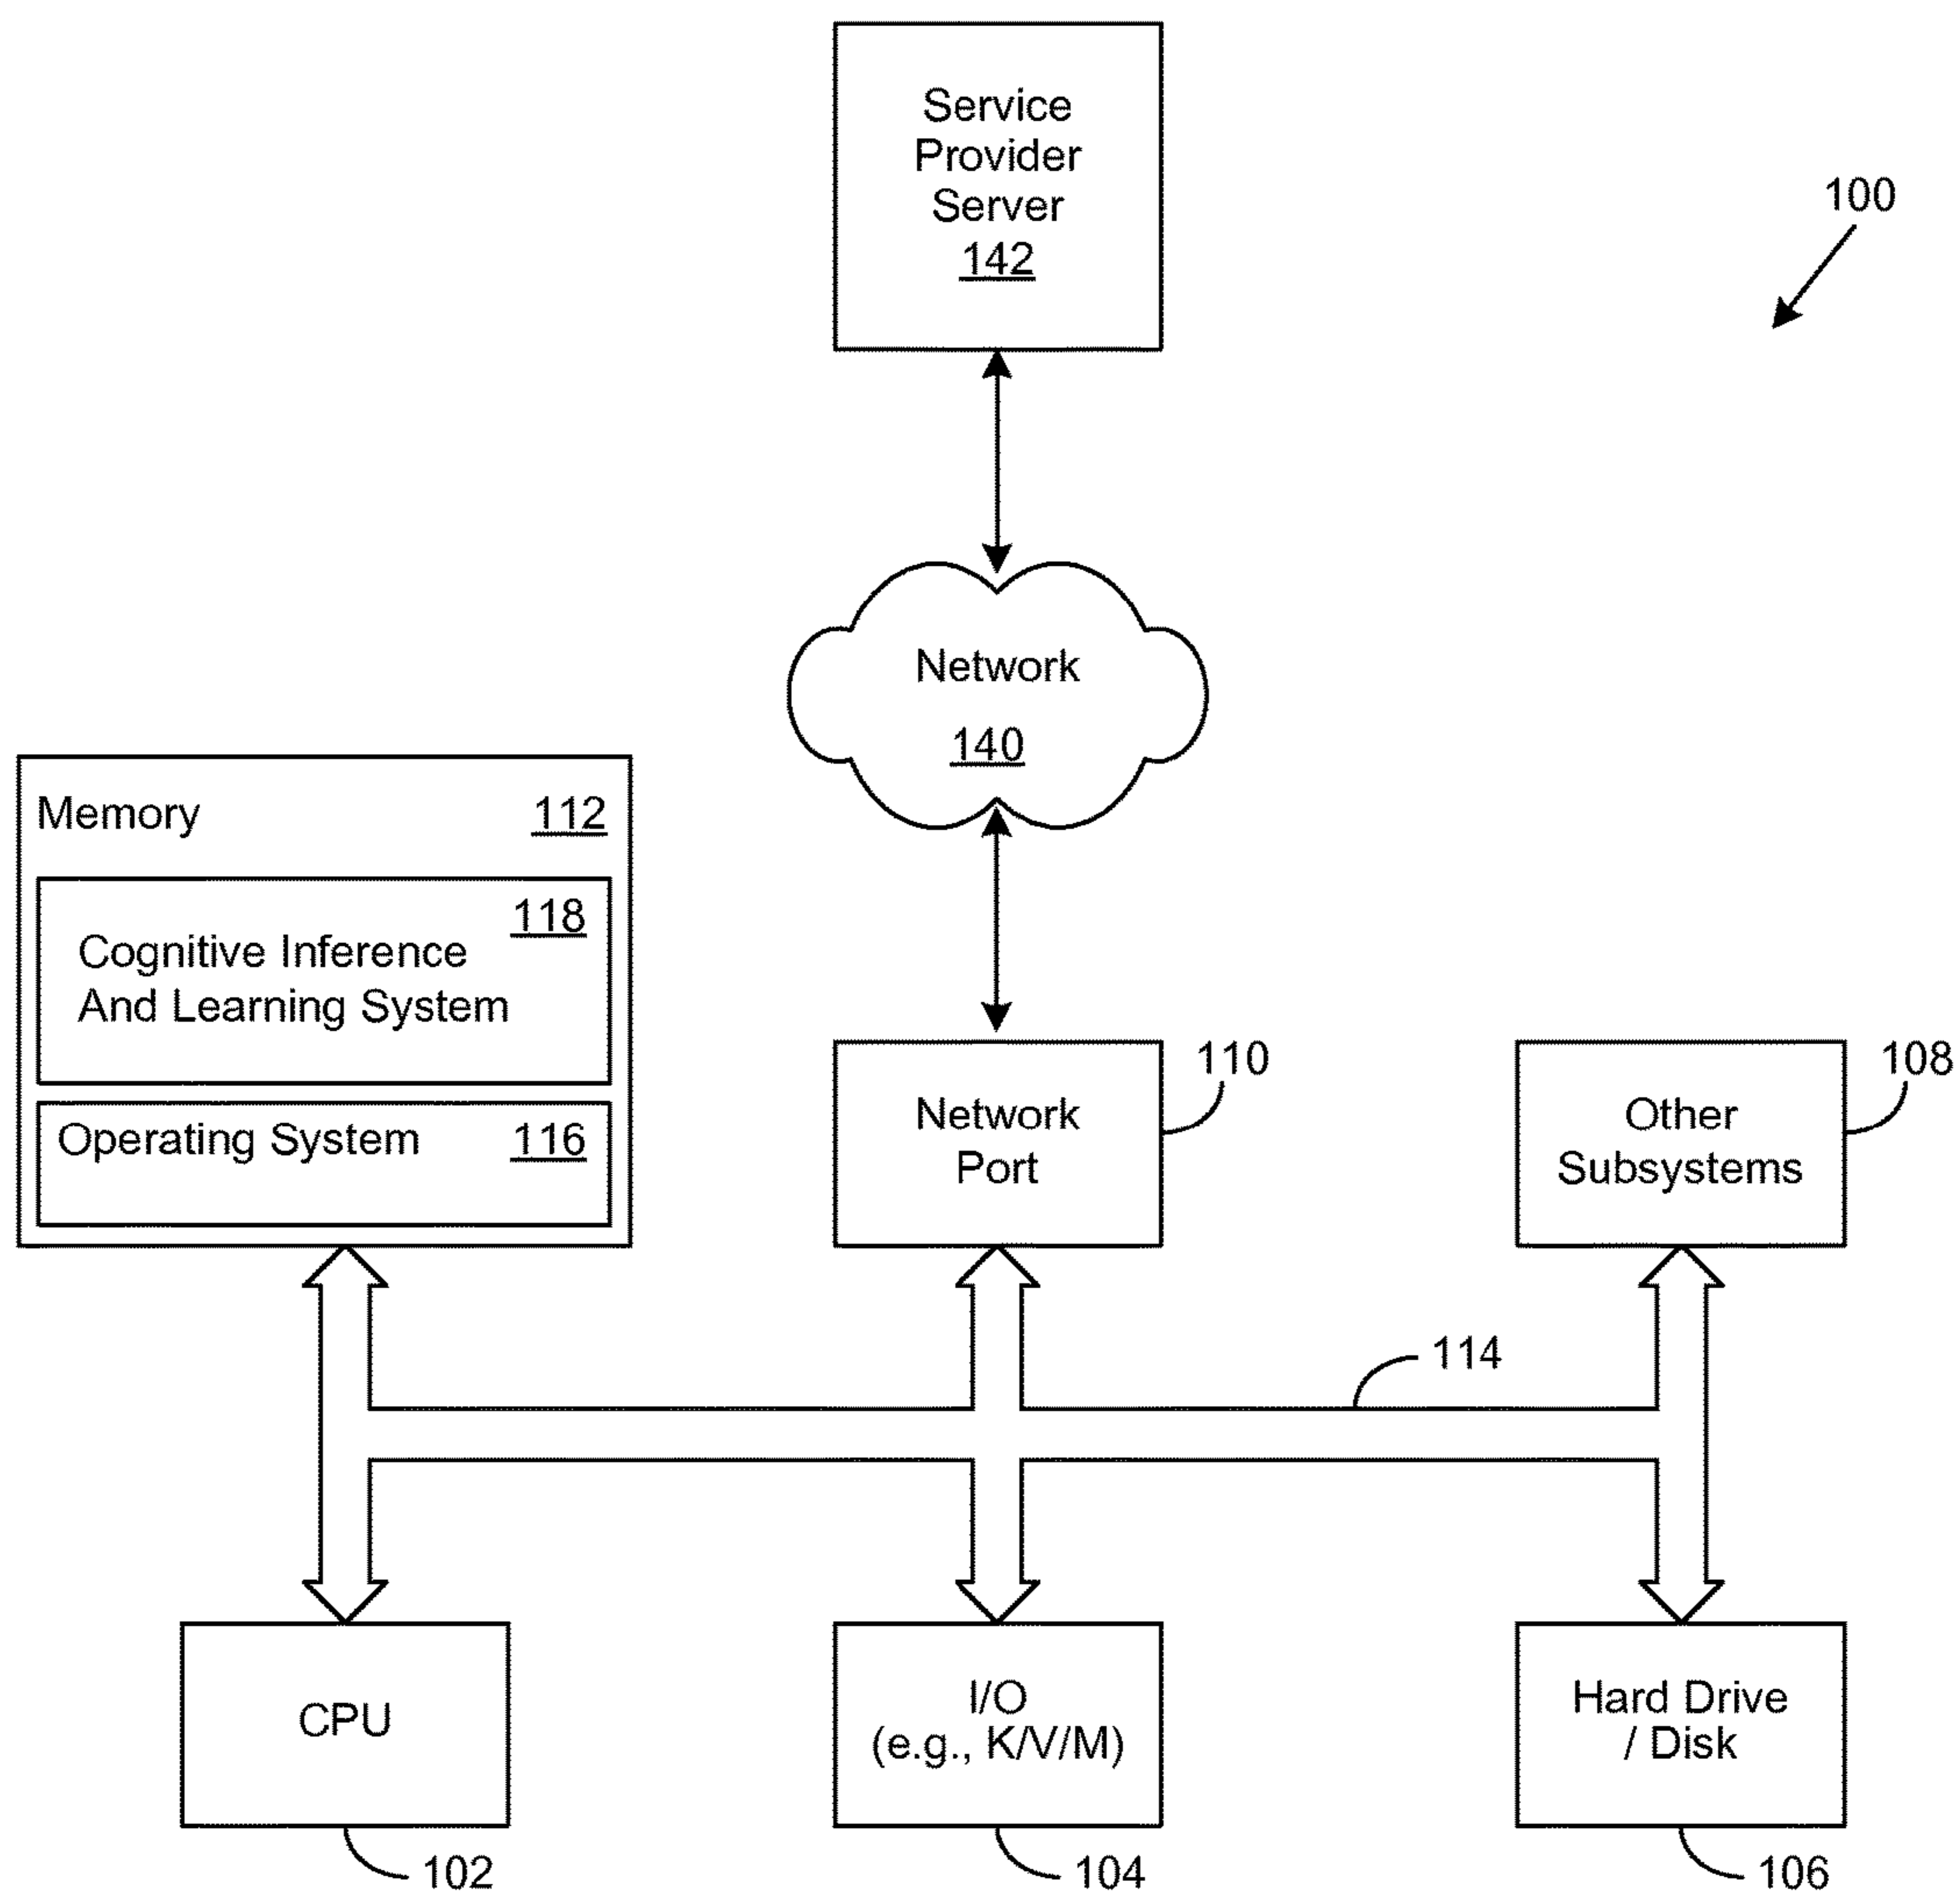 Service
Provider
Server
142
100
Network
140
Memory 112
118
Cognitive Inference
And Learning System
Operating System 116
Network
Port
110
Other
Subsystems
108
114
CPU
102
I/O
(e.g., K/V/M)
104
Hard Drive
/ Disk
106